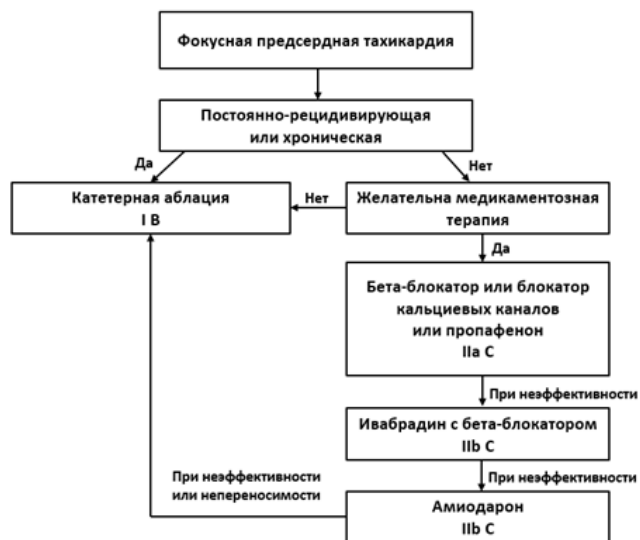 Фокусная предсердная тахикардия
Постоянно-рецидивирующая
или хроническая
Да
Нет
Катетерная аблация
I B
Нет
Желательна медикаментозная
терапия
Да
Бета-блокатор или блокатор
кальциевых каналов
или пропафенон
IIa C
При неэффективности
Ивабрадин с бета-блокатором
IIb C
При неэффективности
При неэффективности
или непереносимости
Амиодарон
IIb C